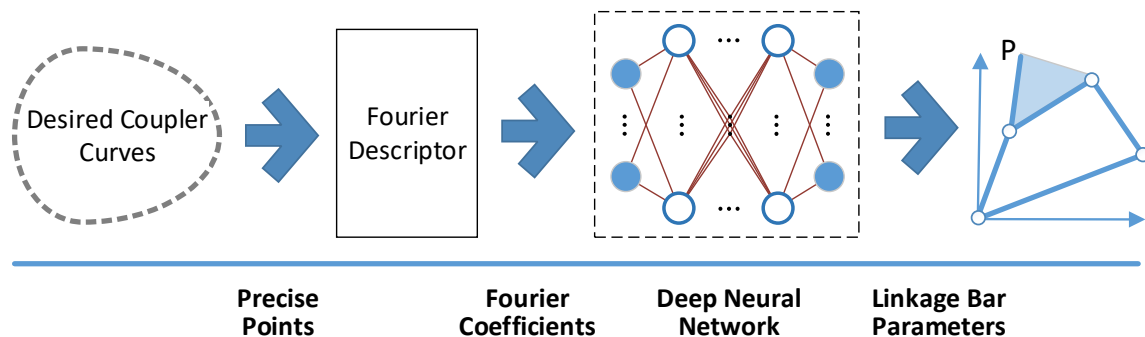 Desired Coupler
Curves
Fourier
Descriptor
P
Precise
Points
Fourier
Coefficients
Deep Neural
Network
Linkage Bar
Parameters